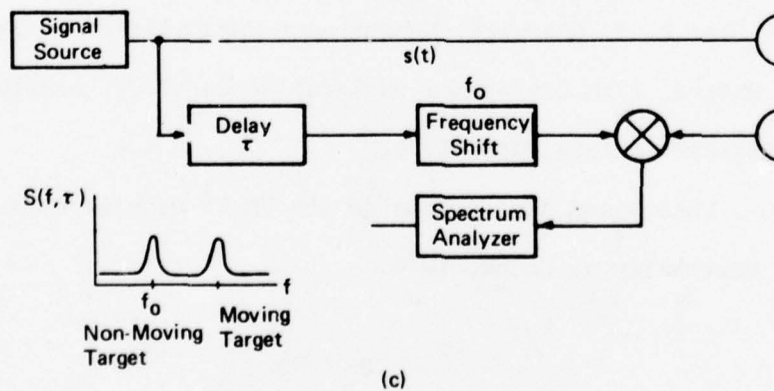 Signal
Source
s(t)
f₀
Delay
τ
Frequency
Shift
S(f, τ)
Spectrum
Analyzer
f
f₀
Non-Moving
Target
Moving
Target
(c)